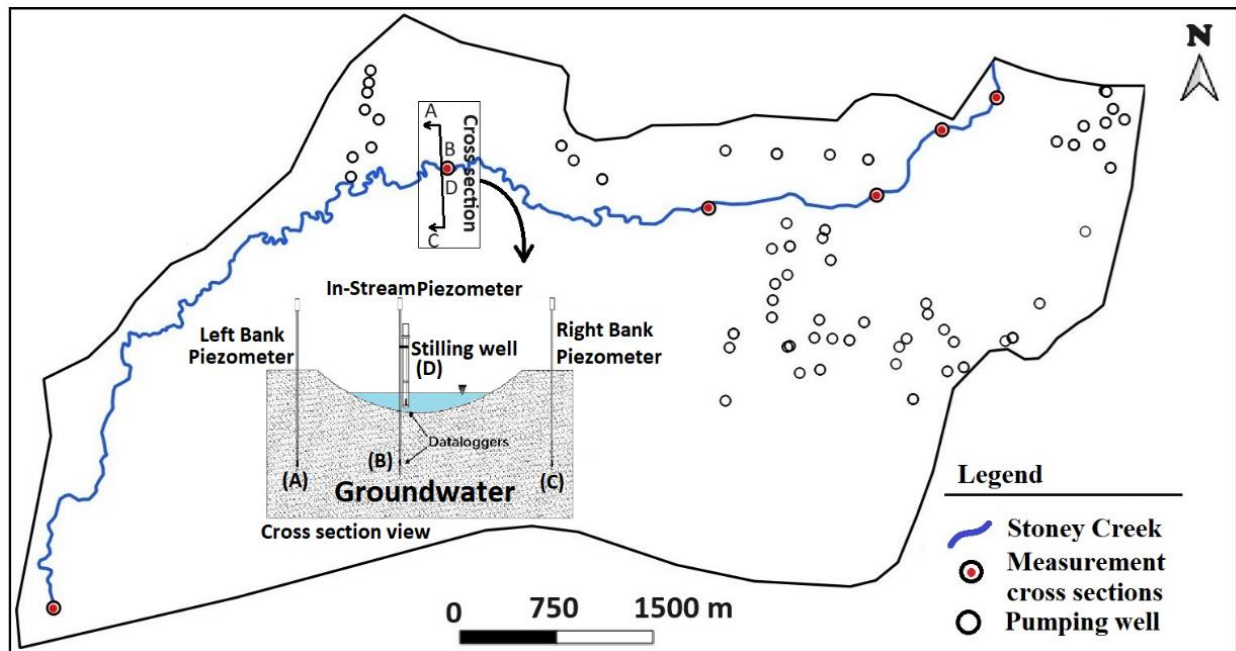 N
A
B
D
C
Cross section
In-Stream Piezometer
Left Bank
Piezometer
Stilling well
(D)
Right Bank
Piezometer
Dataloggers
(A)
(B)
(C)
Groundwater
Cross section view
0 750 1500 m
Legend
Stoney Creek
Measurement
cross sections
Pumping well